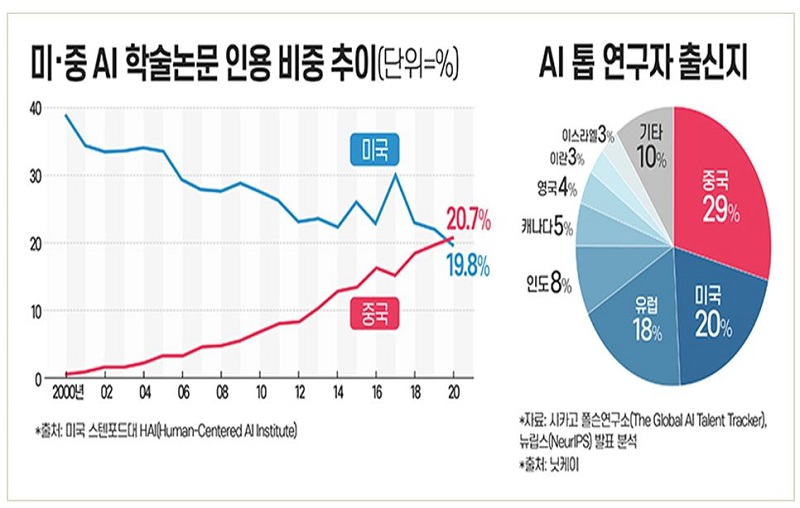 미·중 AI 학술논문 인용 비중 추이(단위=%)
40
30
20
10
0
미국
20.7%
19.8%
중국
2000년 02 04 06 08 10 12 14 16 18 20
*출처: 미국 스텐포드대 HAI(Human-Centered AI Institute)
AI 톱 연구자 출신지
중국
29%
미국
20%
유럽
18%
인도8%
캐나다5%
영국4%
이란3%
이스라엘3%
기타
10%
*자료: 시카고 폴슨연구소(The Global AI Talent Tracker),
뉴립스(NeurIPS) 발표 분석
*출처: 닛케이